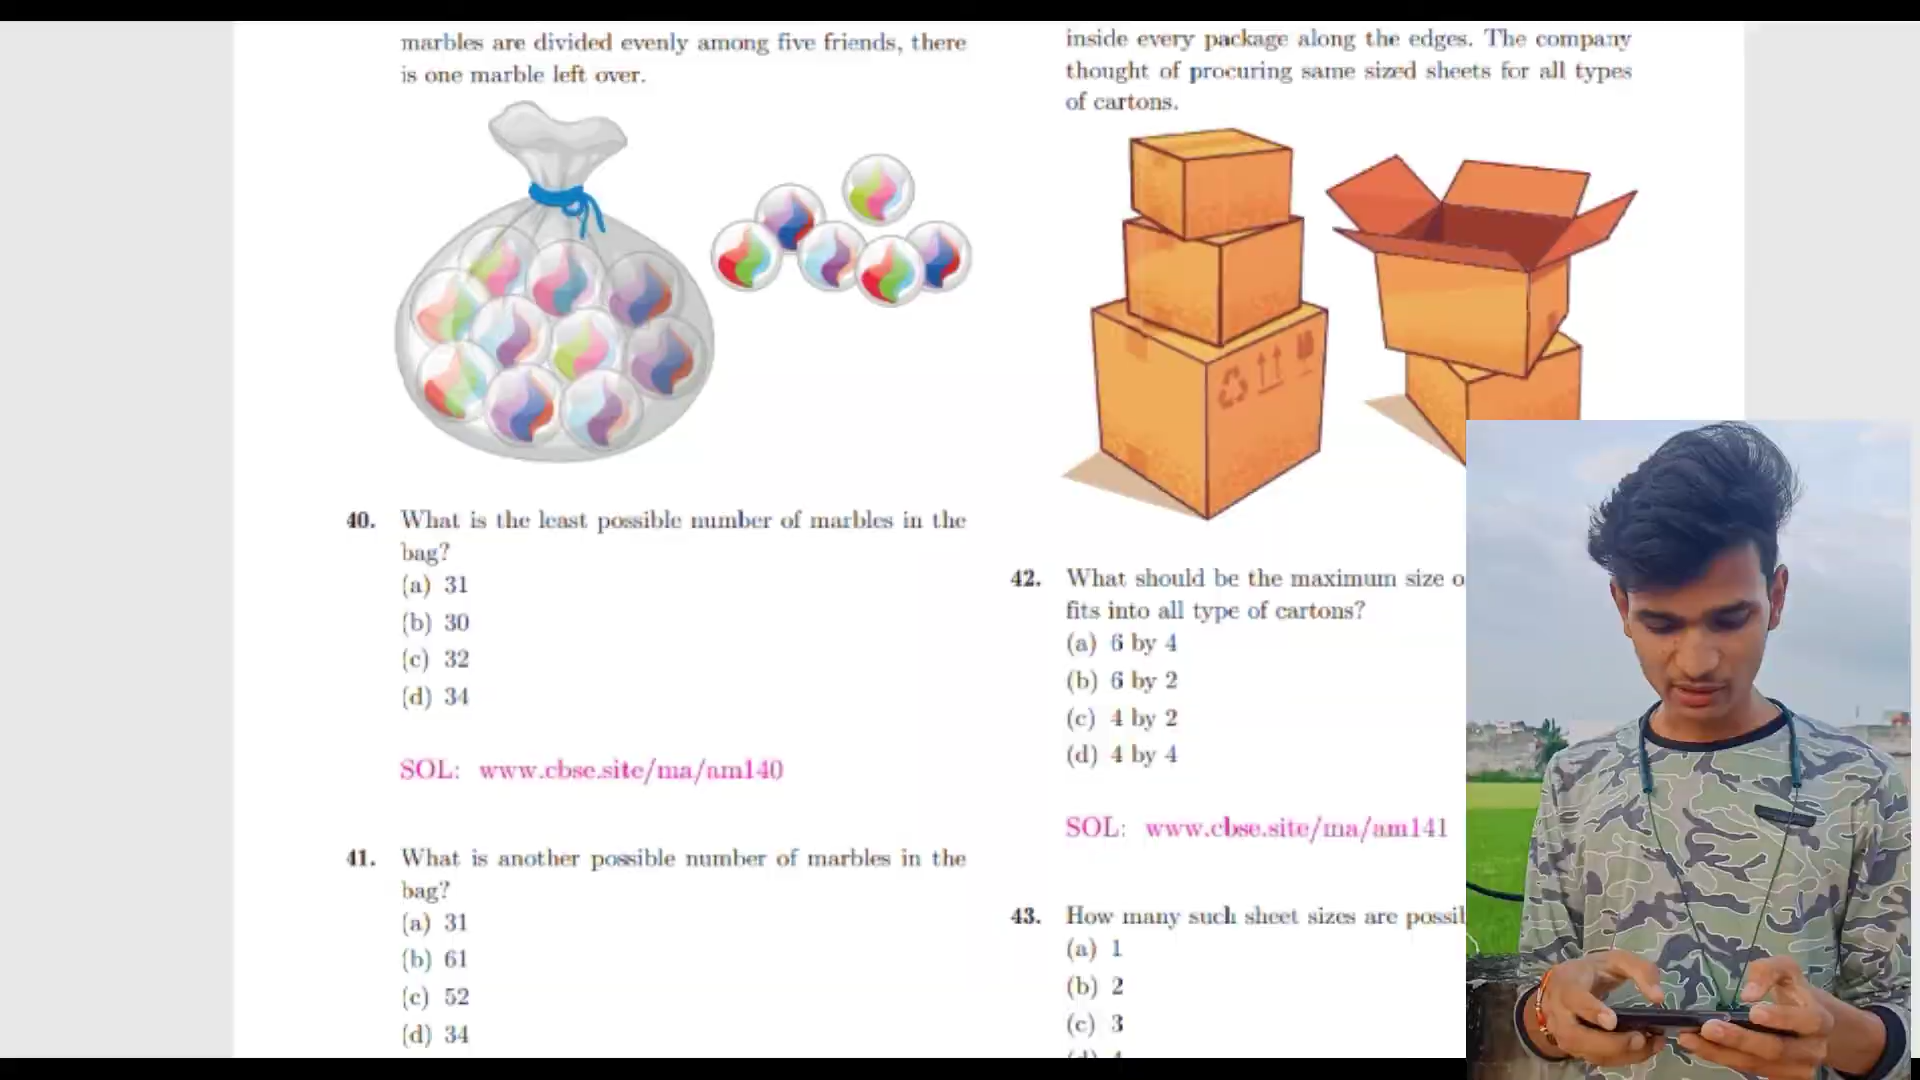 marbles are divided evenly among five friends, there
is one marble left over.
40. What is the least possible number of marbles in the
bag?
(a) 31
(b) 30
(c) 32
(d) 34
SOL: www.cbse.site/ma/am140
41. What is another possible number of marbles in the
bag?
(a) 31
(b) 61
(c) 52
(d) 34
inside every package along the edges. The company
thought of procuring same sized sheets for all types
of cartons.
42. What should be the maximum size o
fits into all type of cartons?
(a) 6 by 4
(b) 6 by 2
(c) 4 by 2
(d) 4 by 4
SOL: www.cbse.site/ma/am141
43. How many such sheet sizes are possil
(a) 1
(b) 2
(c) 3